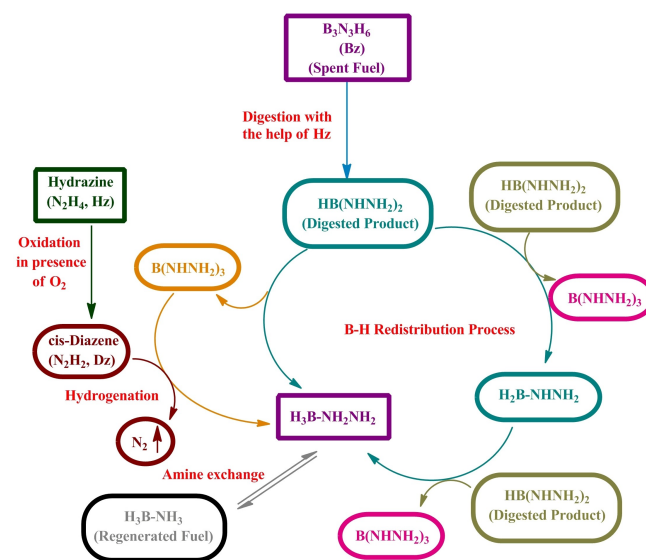 B₃N₃H₆
(Bz)
(Spent Fuel)
Digestion with
the help of Hz
Hydrazine
(N₂H₄, Hz)
HB(NHNH₂)₂
(Digested Product)
HB(NHNH₂)₂
(Digested Product)
Oxidation
in presence
of O₂
B(NHNH₂)₃
B(NHNH₂)₃
B-H Redistribution Process
cis-Diazene
(N₂H₂, Dz)
Hydrogenation
H₂B-NHNH₂
H₃B-NH₂NH₂
N₂
Amine exchange
H₃B-NH₃
(Regenerated Fuel)
HB(NHNH₂)₂
(Digested Product)
B(NHNH₂)₃